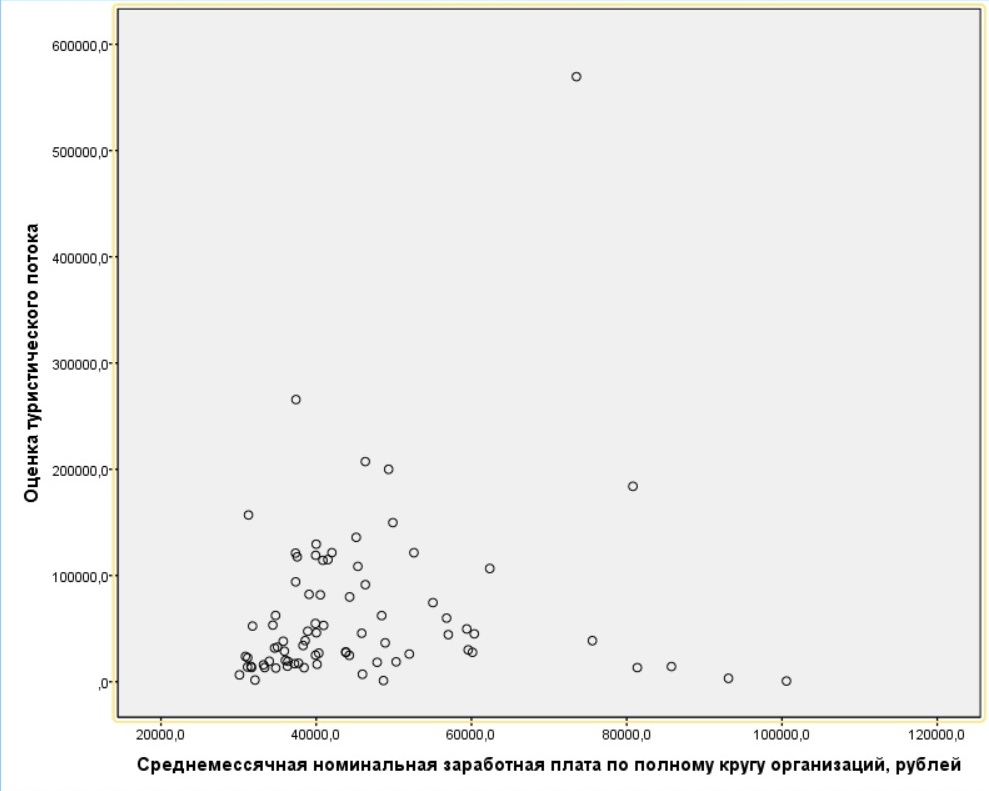 Оценка туристического потока
600000,0
500000,0
400000,0
300000,0
200000,0
100000,0
,0
20000,0 40000,0 60000,0 80000,0 100000,0 120000,0
Среднемессячная номинальная заработная плата по полному кругу организаций, рублей